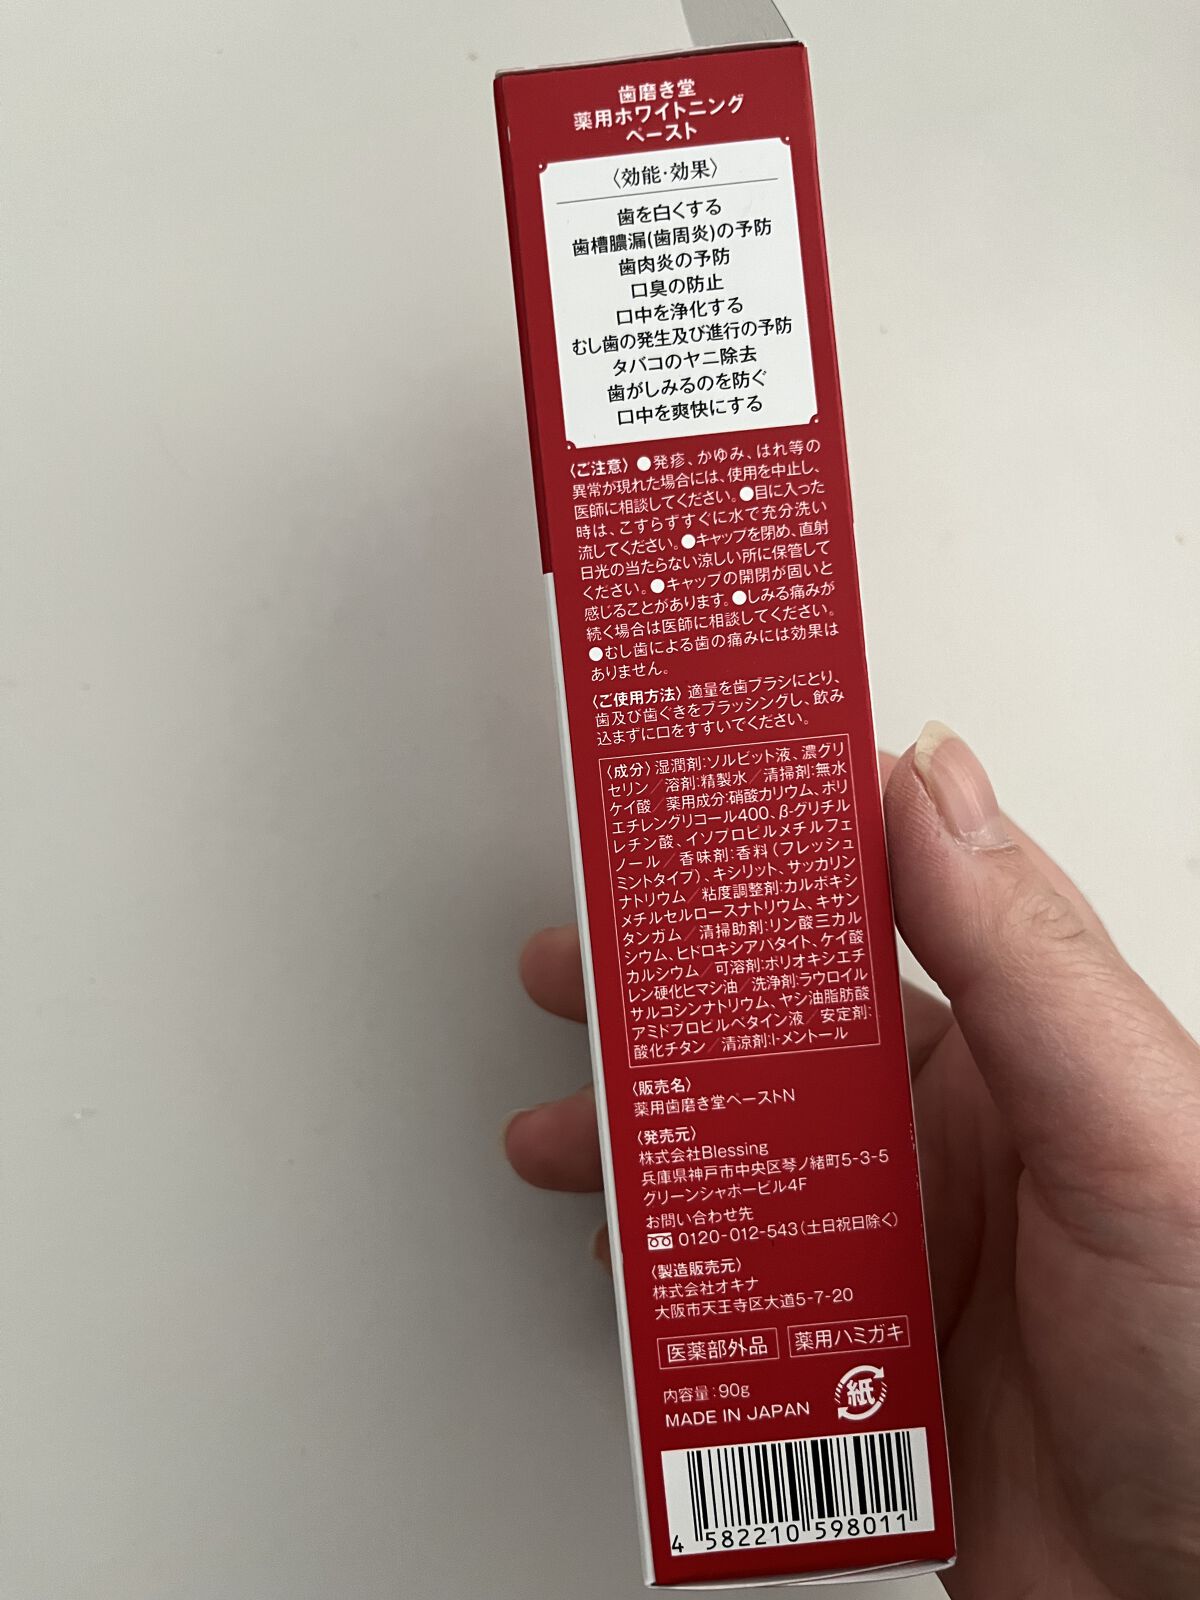 歯磨き堂
薬用ホワイトニング
ペースト
〈効能・効果〉
歯を白くする
歯槽膿漏(歯周炎)の予防
歯肉炎の予防
口臭の防止
口中を浄化する
むし歯の発生及び進行の予防
タバコのヤニ除去
歯がしみるのを防ぐ
口中を爽快にする
〈ご注意〉●発疹、かゆみ、はれ等の
異常が現れた場合には、使用を中止し、
医師に相談してください。●目に入った
時は、こすらずすぐに水で充分洗い
流してください。●キャップを閉め、直射
日光の当たらない涼しい所に保管して
ください。●キャップの開閉が固いと
感じることがあります。●しみる痛みが
続く場合は医師に相談してください。
●むし歯による歯の痛みには効果は
ありません。
〈ご使用方法〉適量を歯ブラシにとり、
歯及び歯ぐきをブラッシングし、飲み
込まずに口をすすいでください。
〈成分〉湿潤剤:ソルビット液、濃グリ
セリン/溶剤:精製水/清掃剤:無水
ケイ酸/薬用成分:硝酸カリウム、ポリ
エチレングリコール400、β-グリチル
レチン酸、イソプロピルメチルフェ
ノール/香味剤:香料(フレッシュ
ミントタイプ)、キシリット、サッカリン
ナトリウム/粘度調整剤:カルボキシ
メチルセルロースナトリウム、キサン
タンガム/清掃助剤:リン酸三カル
シウム、ヒドロキシアパタイト、ケイ酸
カルシウム/可溶剤:ポリオキシエチ
レン硬化ヒマシ油/洗浄剤:ラウロイル
サルコシンナトリウム、ヤシ油脂肪酸
アミドプロピルベタイン液/安定剤:
酸化チタン/清涼剤:l-メントール
〈販売名〉
薬用歯磨き堂ペーストN
〈発売元〉
株式会社Blessing
兵庫県神戸市中央区琴ノ緒町5-3-5
グリーンシャポービル4F
お問い合わせ先
0120-012-543(土日祝日除く)
〈製造販売元〉
株式会社オキナ
大阪市天王寺区大道5-7-20
医薬部外品 薬用ハミガキ
内容量:90g
MADE IN JAPAN
紙
4 582210 598011